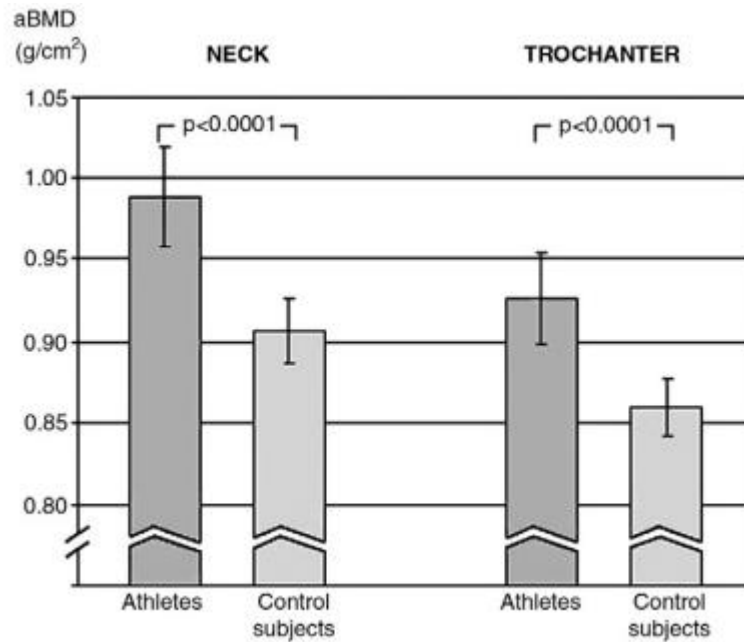 aBMD
(g/cm²)
NECK
TROCHANTER
1.05
p<0.0001
p<0.0001
1.00
0.95
0.90
0.85
0.80
Athletes
Control
subjects
Athletes
Control
subjects